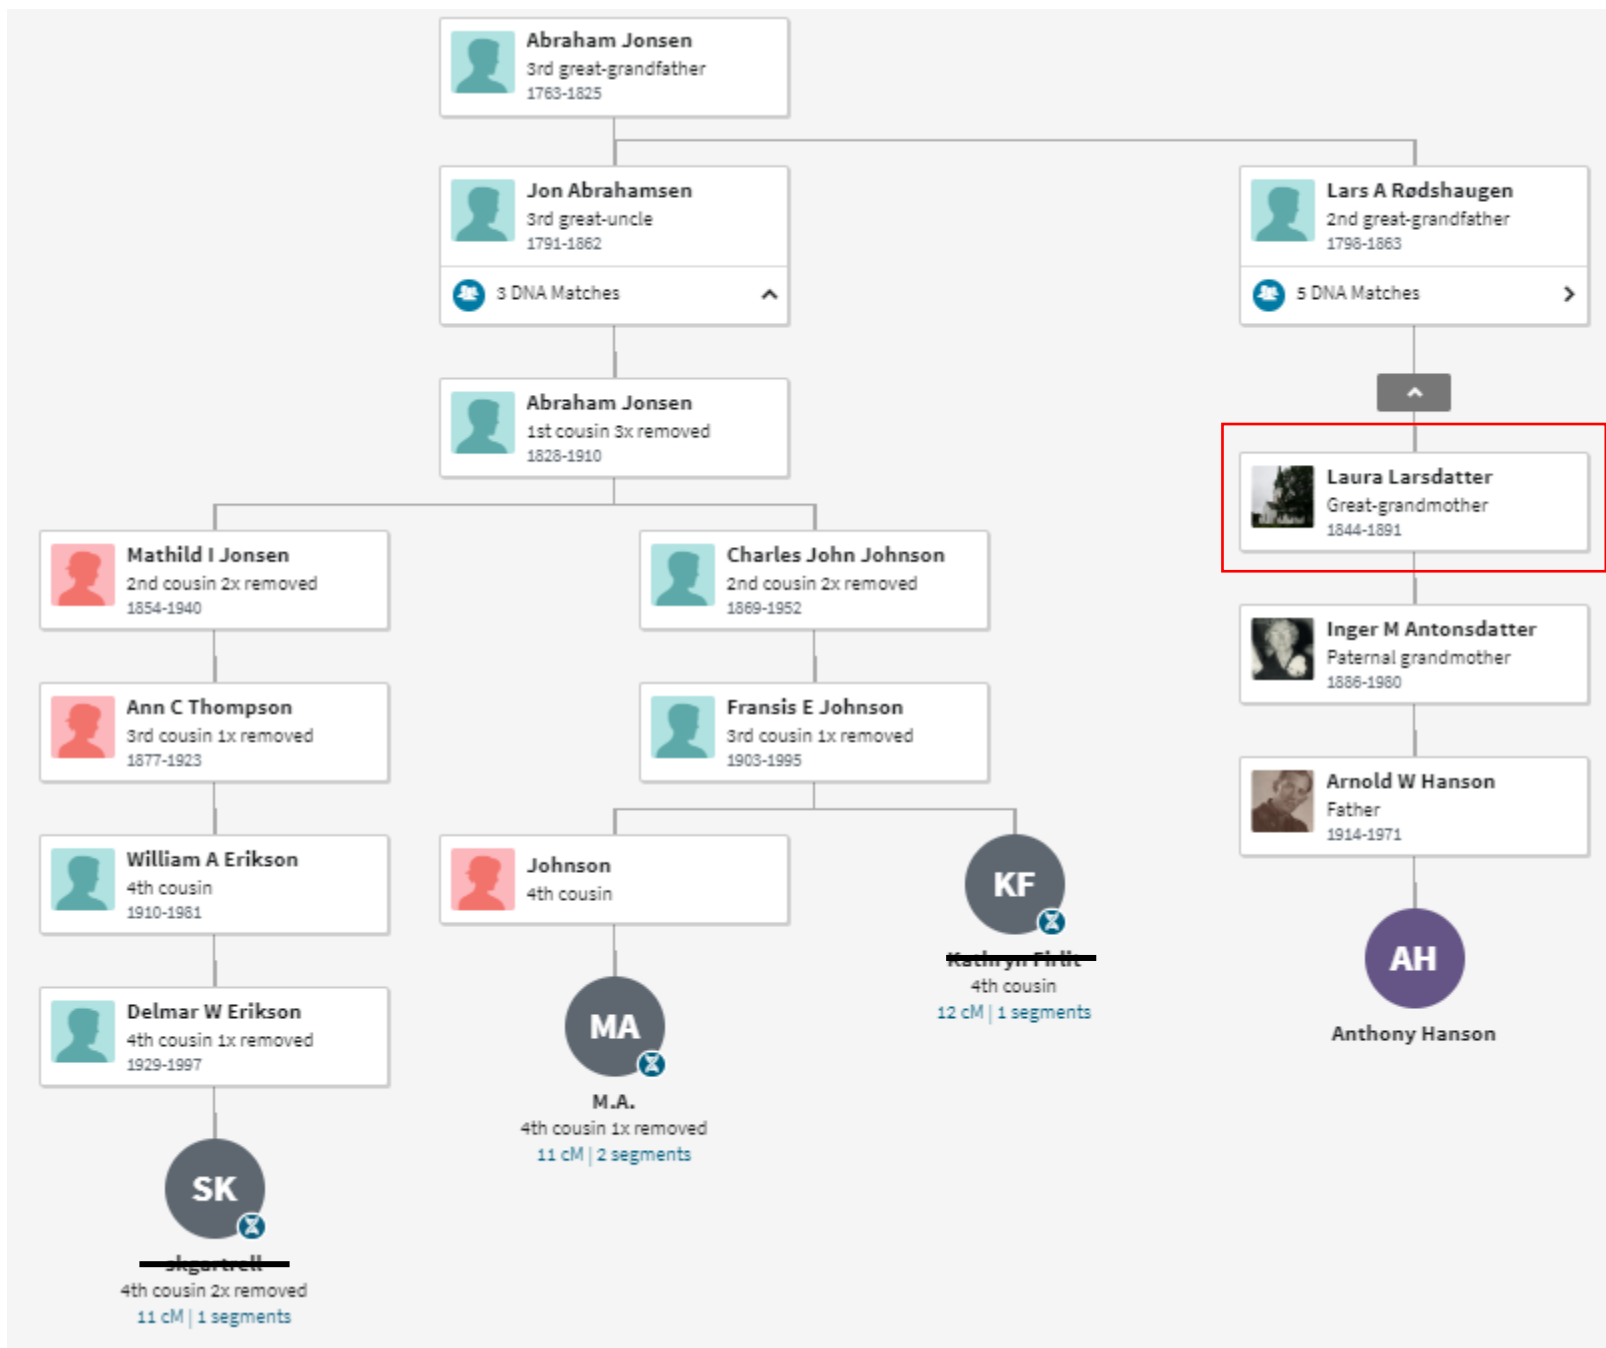 Abraham Jonsen
3rd great-grandfather
1763-1825
Jon Abrahamsen
3rd great-uncle
1791-1862
3 DNA Matches
Lars A Rødshaugen
2nd great-grandfather
1798-1863
5 DNA Matches
Abraham Jonsen
1st cousin 3x removed
1828-1910
Laura Larsdatter
Great-grandmother
1844-1891
Mathild I Jonsen
2nd cousin 2x removed
1854-1940
Charles John Johnson
2nd cousin 2x removed
1869-1952
Inger M Antonsdatter
Paternal grandmother
1886-1980
Ann C Thompson
3rd cousin 1x removed
1877-1923
Fransis E Johnson
3rd cousin 1x removed
1903-1995
Arnold W Hanson
Father
1914-1971
William A Erikson
4th cousin
1910-1981
Johnson
4th cousin
KF
4th cousin
12 cM | 1 segments
AH
Anthony Hanson
Delmar W Erikson
4th cousin 1x removed
1929-1997
MA
M.A.
4th cousin 1x removed
11 cM | 2 segments
SK
4th cousin 2x removed
11 cM | 1 segments